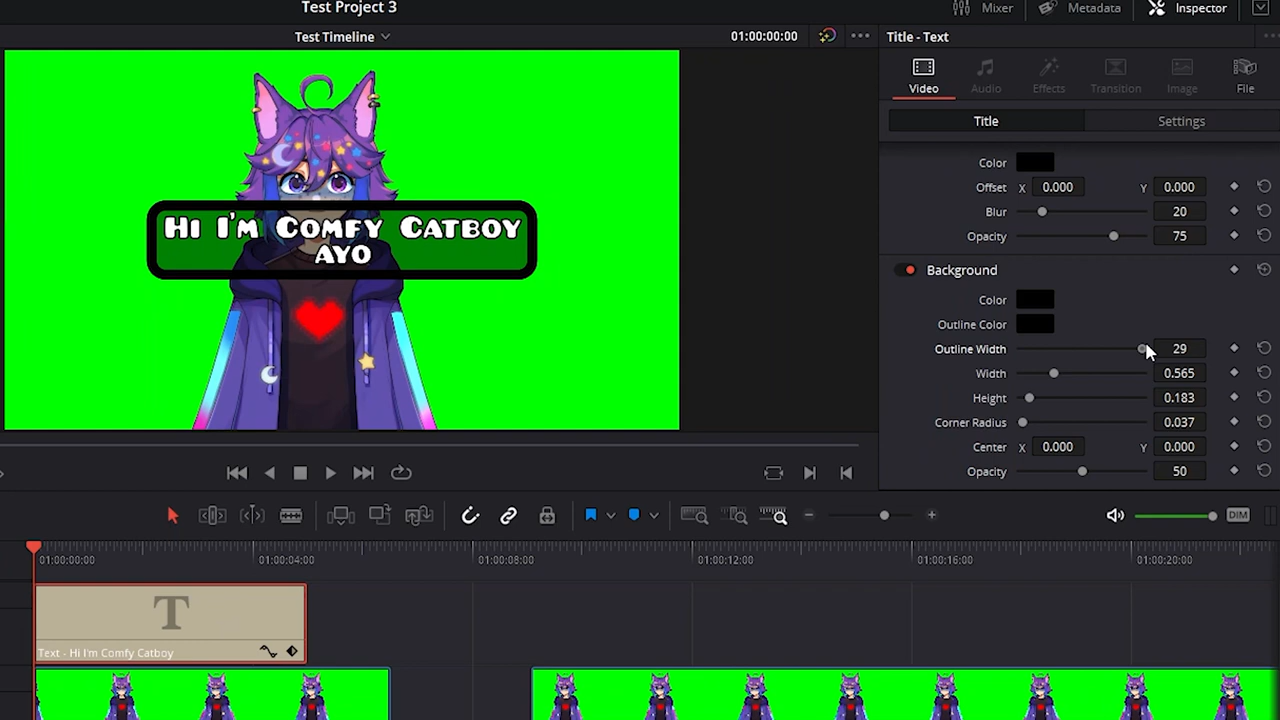 Test Project 3
Mixer
Metadata
Inspector
Test Timeline
01:00:00:00
Title - Text
Video
Audio
Effects
Transition
Image
File
Title
Settings
Color
Offset X 0.000 Y 0.000
Blur 20
Opacity 75
Background
Color
Outline Color
Outline Width 29
Width 0.565
Height 0.183
Corner Radius 0.037
Center X 0.000 Y 0.000
Opacity 50
Hi I'm Comfy Catboy
AYO
DIM
01:00:00:00
01:00:04:00
01:00:08:00
01:00:12:00
01:00:16:00
01:00:20:00
T
Text - Hi I'm Comfy Catboy